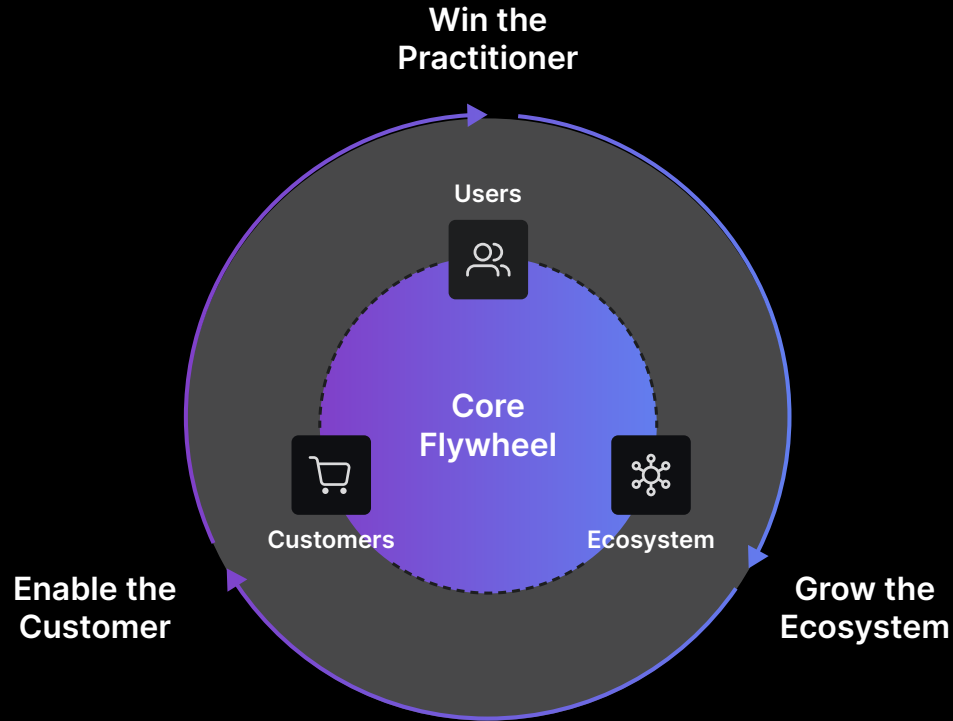 Win the
Practitioner
Users
Core
Flywheel
Customers
Ecosystem
Enable the
Customer
Grow the
Ecosystem